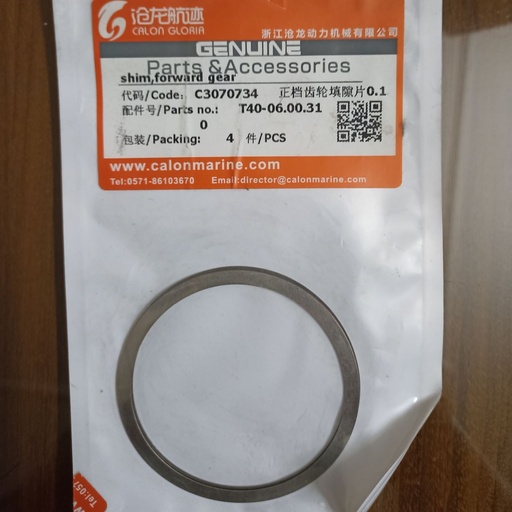 沧龙航迹
CALON GLORIA
浙江沧龙动力机械有限公司
GENUINE
Parts &Accessories
shim,forward gear
代码/Code: C3070734 正档齿轮填隙片0.1
配件号/Parts no.: T40-06.00.31
0
包装/Packing: 4 件/PCS
www.calonmarine.com
Tel:0571-86103670 Email:director@calonmarine.com
Tel:057